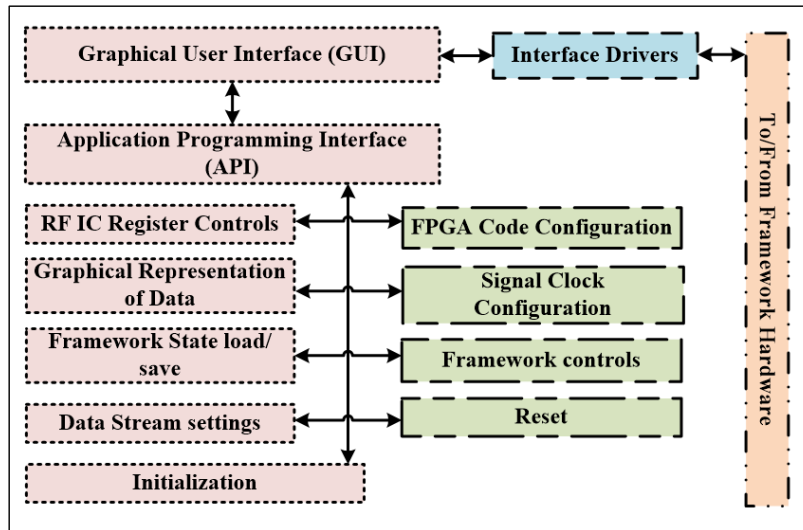 Graphical User Interface (GUI)
Interface Drivers
To/From Framework Hardware
Application Programming Interface
(API)
RF IC Register Controls
FPGA Code Configuration
Graphical Representation
of Data
Signal Clock
Configuration
Framework State load/
save
Framework controls
Data Stream settings
Reset
Initialization